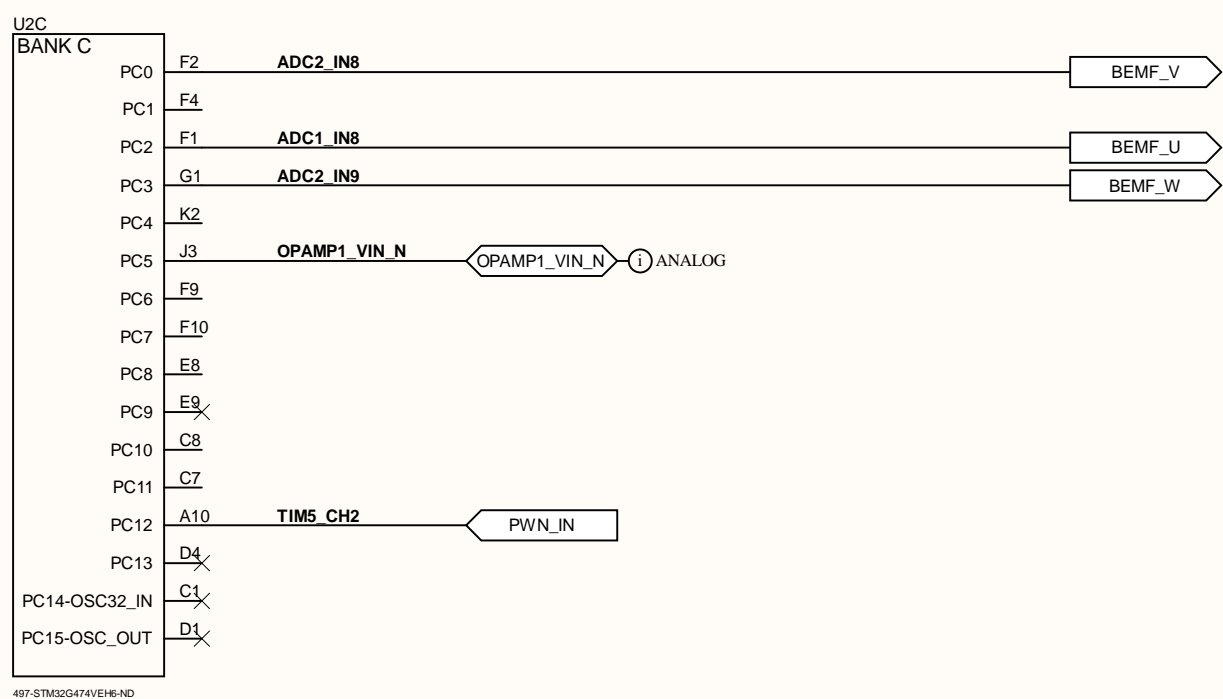 U2C
BANK C
PC0 F2 ADC2_IN8 BEMF_V
PC1 F4
PC2 F1 ADC1_IN8 BEMF_U
PC3 G1 ADC2_IN9 BEMF_W
PC4 K2
PC5 J3 OPAMP1_VIN_N OPAMP1_VIN_N i ANALOG
PC6 F9
PC7 F10
PC8 E8
PC9 E9
PC10 C8
PC11 C7
PC12 A10 TIM5_CH2 PWN_IN
PC13 D4
PC14-OSC32_IN C1
PC15-OSC_OUT D1
497-STM32G474VEH6-ND